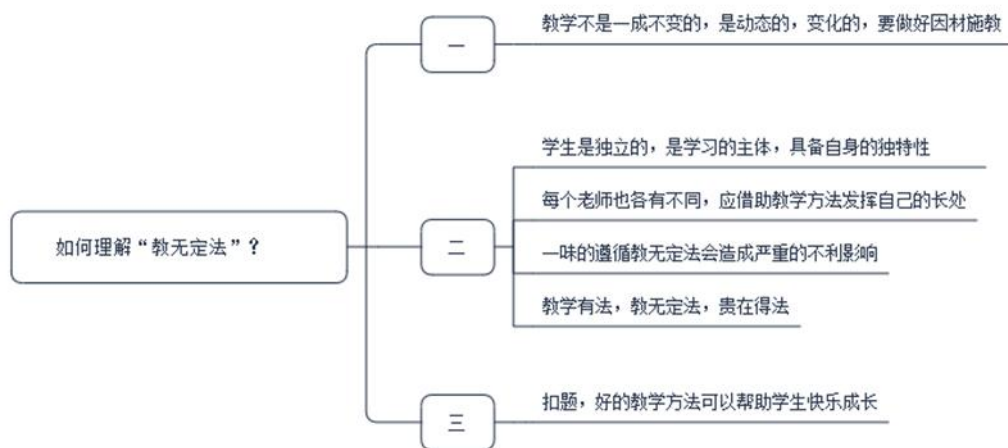 一
教学不是一成不变的，是动态的，变化的，要做好因材施教
如何理解“教无定法”？
二
学生是独立的，是学习的主体，具备自身的独特性
每个老师也各有不同，应借助教学方法发挥自己的长处
一味的遵循教无定法会造成严重的不利影响
教学有法，教无定法，贵在得法
三
扣题，好的教学方法可以帮助学生快乐成长